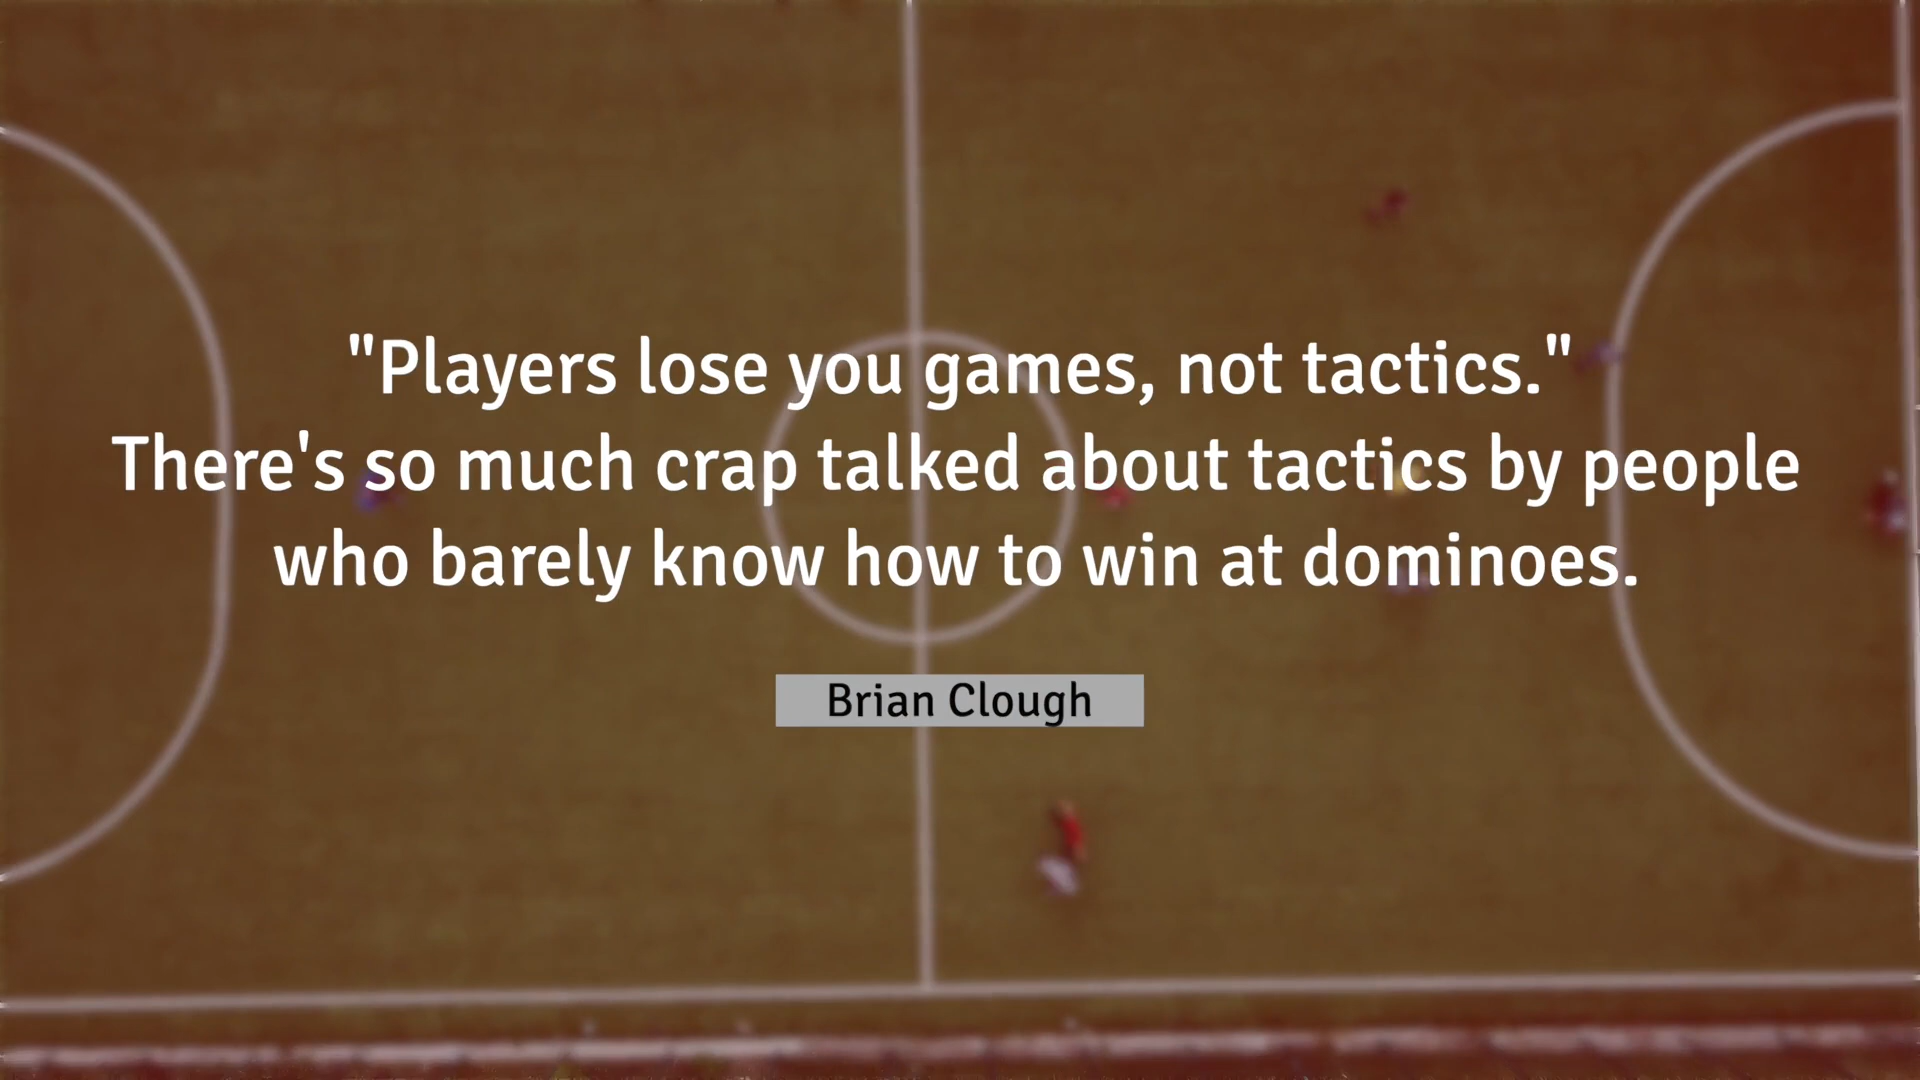 "Players lose you games, not tactics."
There's so much crap talked about tactics by people
who barely know how to win at dominoes.
Brian Clough